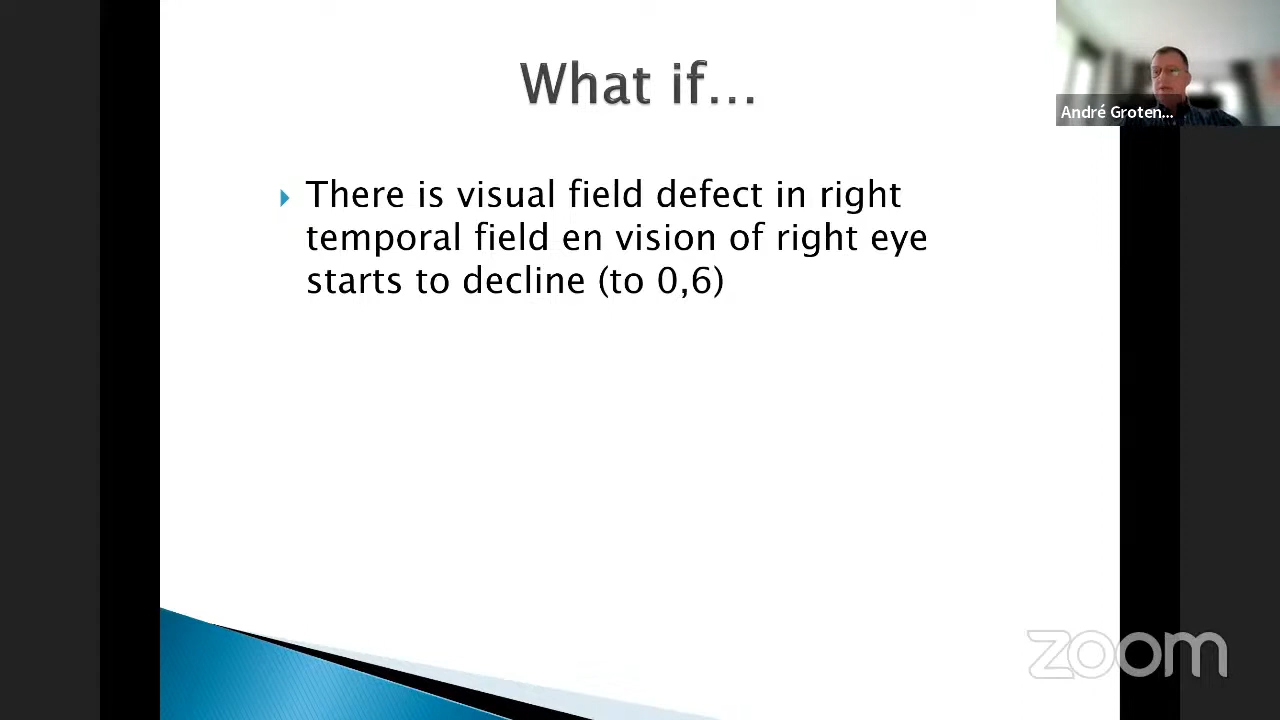 What if...
André Groten...
There is visual field defect in right
temporal field en vision of right eye
starts to decline (to 0,6)
zoom